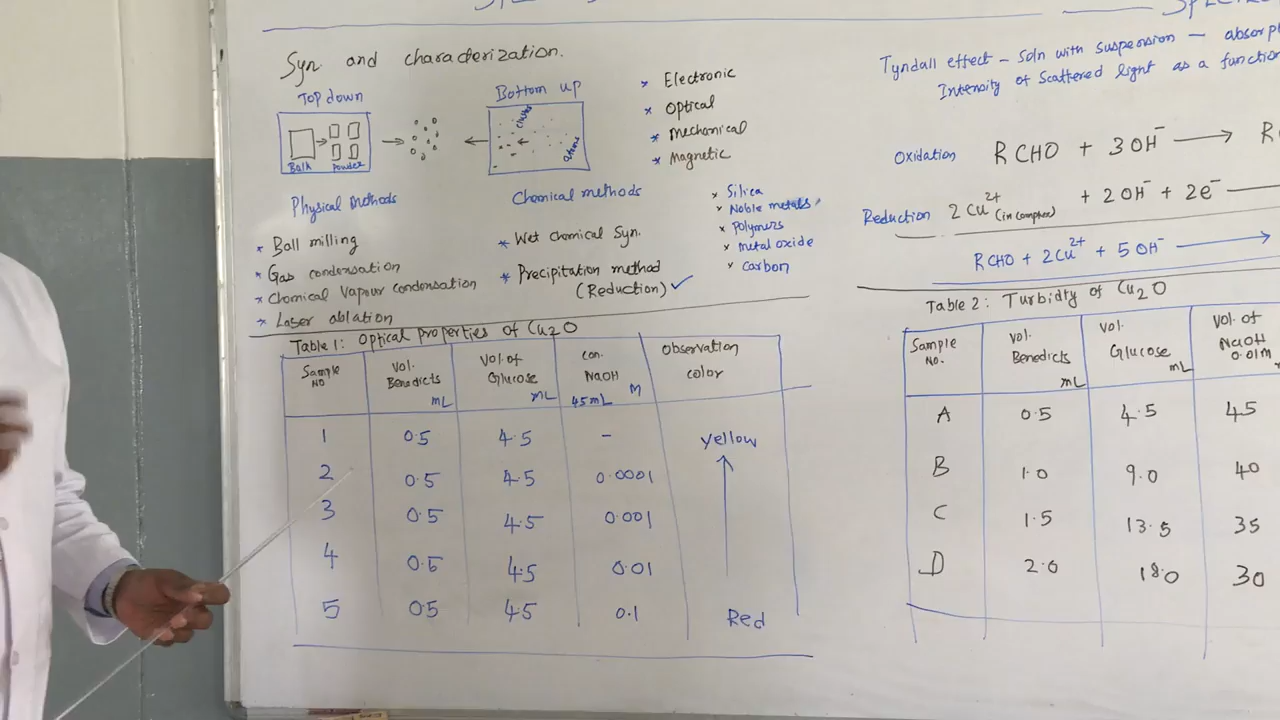 Syn and characterization.
Top down
Bulk
Powder
Bottom up
* Electronic
* Optical
* Mechanical
* Magnetic
Physical Methods
* Ball milling
* Gas condensation
* Chemical Vapour condensation
* Laser ablation
Chemical methods
* Wet Chemical Syn.
* Precipitation method
(Reduction) ✓
* Silica
* Noble metals
* Polymers
* Metal oxide
* Carbon
Tyndall effect - Soln with suspension - absorp
Intensity of Scattered light as a function
Oxidation RCHO + 3OH⁻ → R
Reduction 2Cu²⁺ (in complex) + 2OH⁻ + 2e⁻
RCHO + 2Cu²⁺ + 5OH⁻ →
Table 1: Optical properties of Cu2O
Sample NO | Vol. Benedicts mL | Vol. of Glucose mL | Con. NaOH M 45mL | Observation color
1 | 0.5 | 4.5 | - | Yellow
2 | 0.5 | 4.5 | 0.0001
3 | 0.5 | 4.5 | 0.001
4 | 0.5 | 4.5 | 0.01
5 | 0.5 | 4.5 | 0.1 | Red
Table 2: Turbidty of Cu2O
Sample NO. | Vol. Benedicts mL | Vol. Glucose mL | Vol. of NaOH 0.01M
A | 0.5 | 4.5 | 45
B | 1.0 | 9.0 | 40
C | 1.5 | 13.5 | 35
D | 2.0 | 18.0 | 30